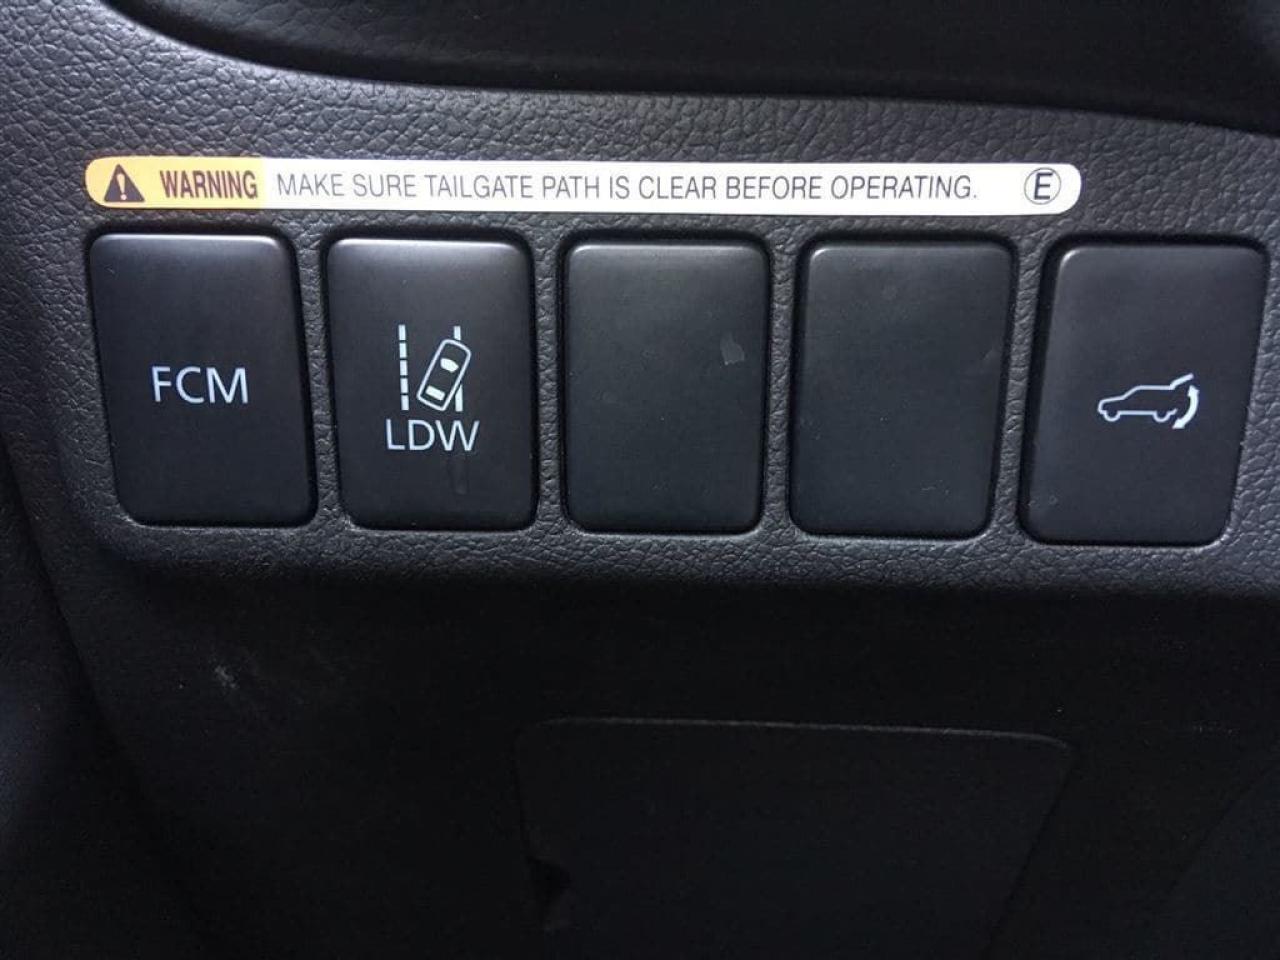 WARNING MAKE SURE TAILGATE PATH IS CLEAR BEFORE OPERATING. E
FCM
LDW